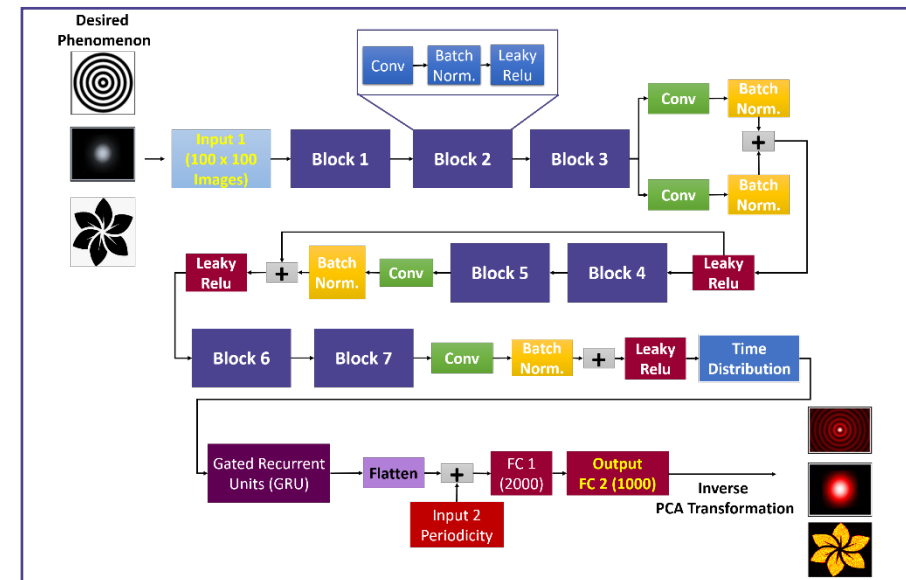 Desired
Phenomenon
Conv
Batch
Norm.
Leaky
Relu
Input 1
(100 x 100
Images)
Block 1
Block 2
Block 3
Conv
Batch
Norm.
+
Conv
Batch
Norm.
Leaky
Relu
+
Batch
Norm.
Conv
Block 5
Block 4
Leaky
Relu
Block 6
Block 7
Conv
Batch
Norm.
+
Leaky
Relu
Time
Distribution
Gated Recurrent
Units (GRU)
Flatten
+
FC 1
(2000)
Output
FC 2 (1000)
Input 2
Periodicity
Inverse
PCA Transformation